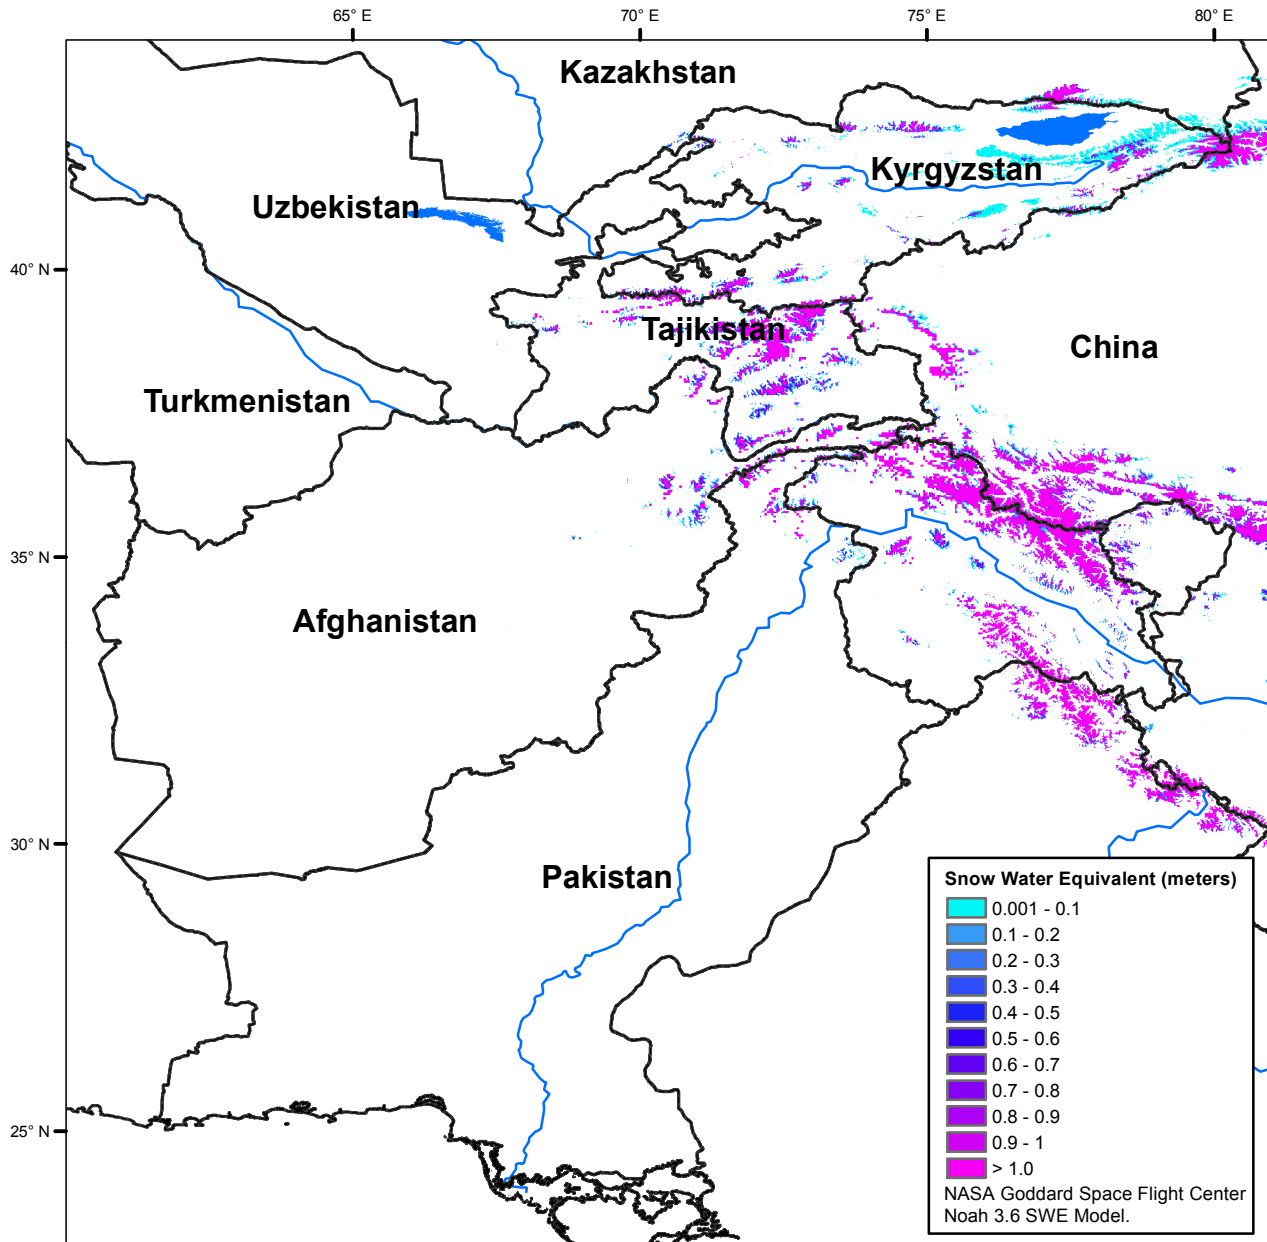 65° E
70° E
75° E
80° E
Kazakhstan
Kyrgyzstan
Uzbekistan
40° N
Tajikistan
China
Turkmenistan
35° N
Afghanistan
30° N
Pakistan
25° N
Snow Water Equivalent (meters)
0.001 - 0.1
0.1 - 0.2
0.2 - 0.3
0.3 - 0.4
0.4 - 0.5
0.5 - 0.6
0.6 - 0.7
0.7 - 0.8
0.8 - 0.9
0.9 - 1
> 1.0
NASA Goddard Space Flight Center
Noah 3.6 SWE Model.